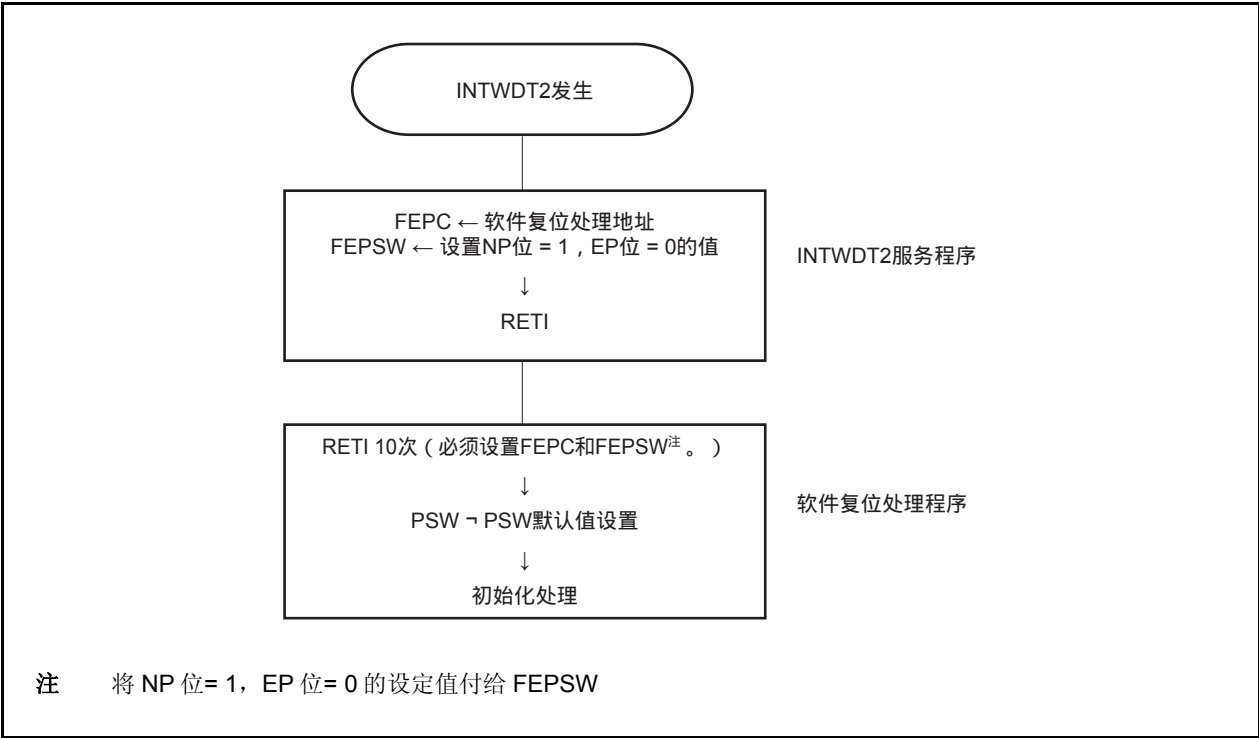 INTWDT2发生
FEPC ← 软件复位处理地址
FEPSW ← 设置NP位 = 1，EP位 = 0的值
↓
RETI
INTWDT2服务程序
RETI 10次（必须设置FEPC和FEPSW注。）
↓
PSW ¬ PSW默认值设置
↓
初始化处理
软件复位处理程序
注 将 NP 位= 1，EP 位= 0 的设定值付给 FEPSW